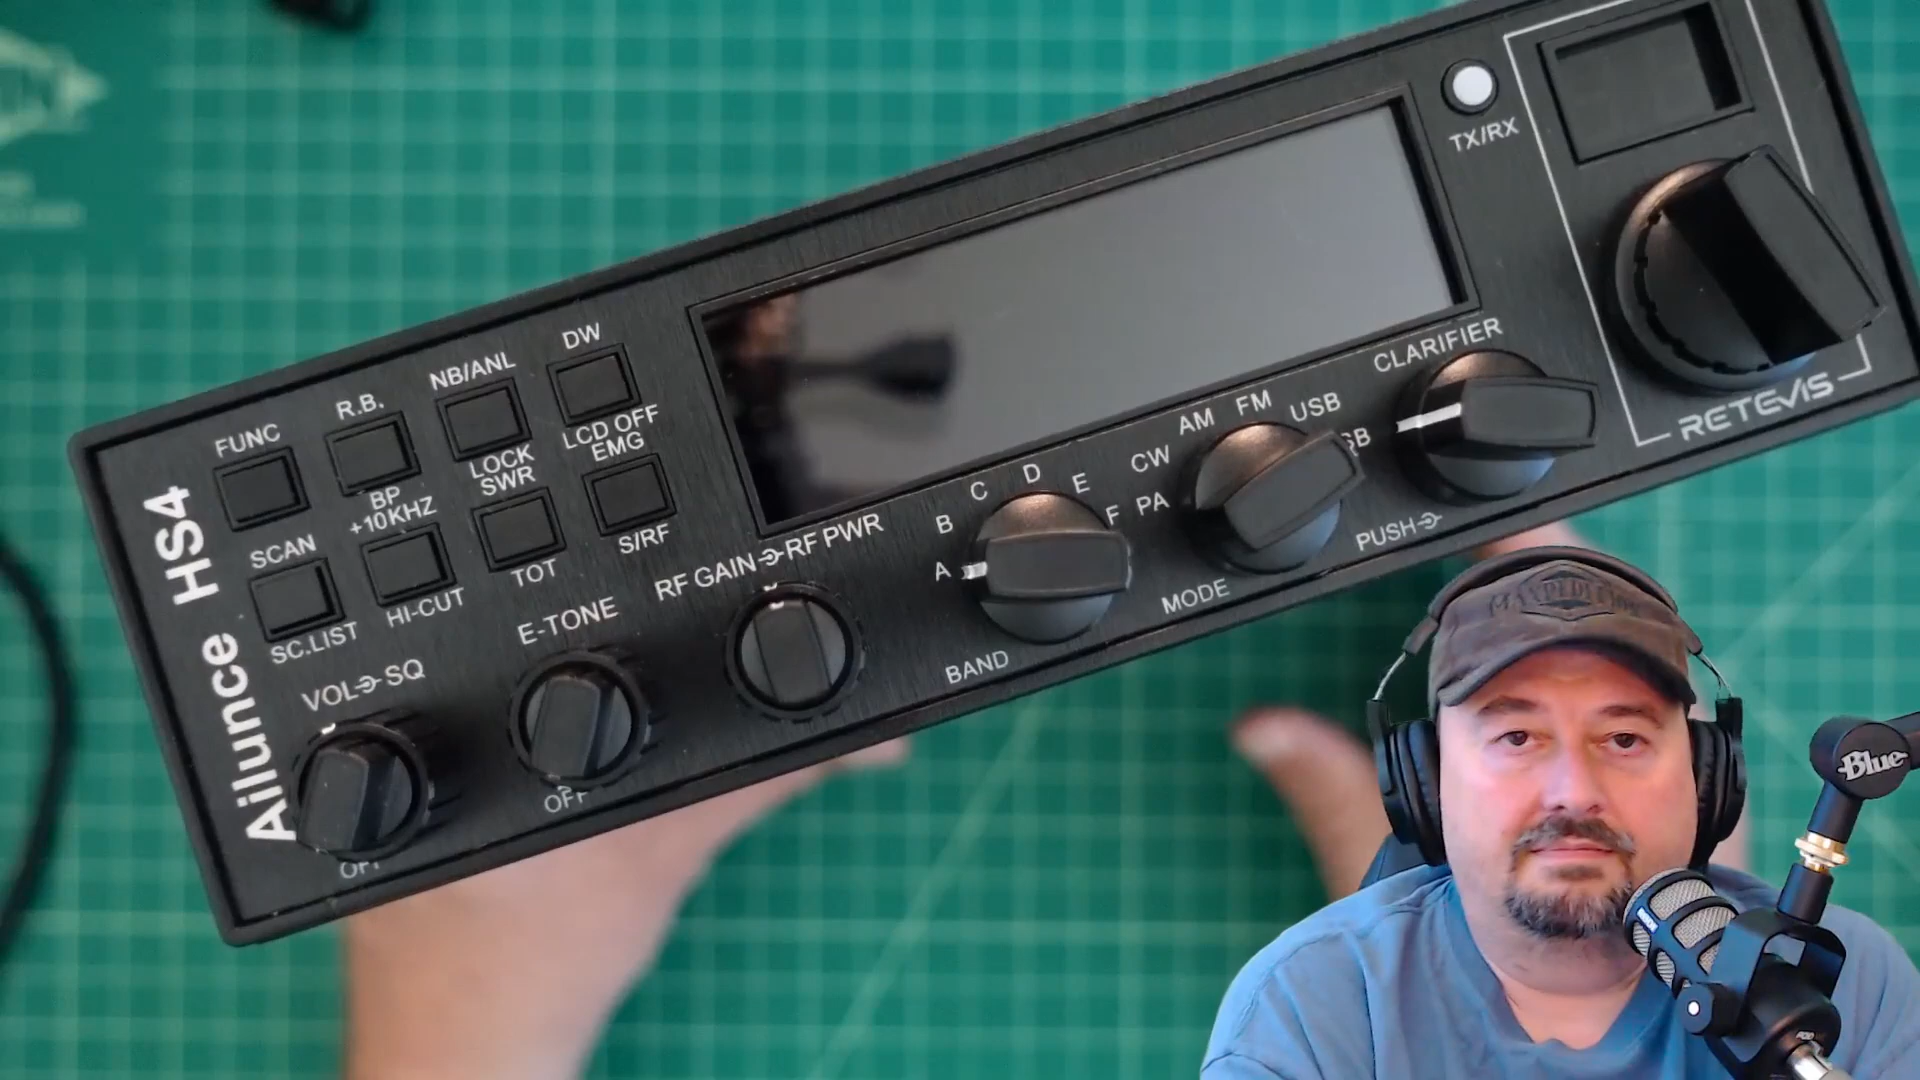 Ailunce HS4
FUNC
R.B.
NB/ANL
DW
BP
+10KHZ
LOCK
SWR
LCD OFF
EMG
SCAN
HI-CUT
TOT
S/RF
SC.LIST
VOL SQ
OFF
E-TONE
OFF
RF GAIN RF PWR
A
B
C
D
E
F
BAND
PA
CW
AM
FM
USB
SB
MODE
CLARIFIER
PUSH
TX/RX
RETEVIS
Blue